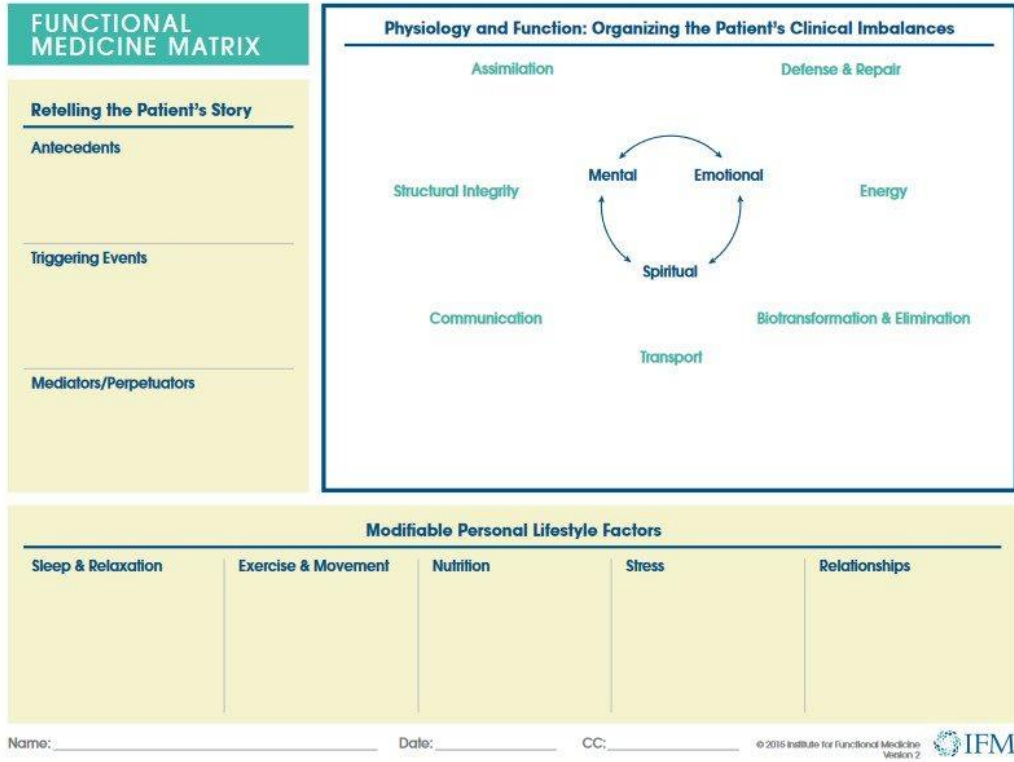 FUNCTIONAL
MEDICINE MATRIX
Retelling the Patient's Story
Antecedents
Triggering Events
Mediators/Perpetuators
Physiology and Function: Organizing the Patient's Clinical Imbalances
Assimilation
Defense & Repair
Mental
Emotional
Structural Integrity
Energy
Spiritual
Communication
Biotransformation & Elimination
Transport
Modifiable Personal Lifestyle Factors
Sleep & Relaxation
Exercise & Movement
Nutrition
Stress
Relationships
Name:
Date:
CC:
© 2015 Institute for Functional Medicine
Version 2
IFM